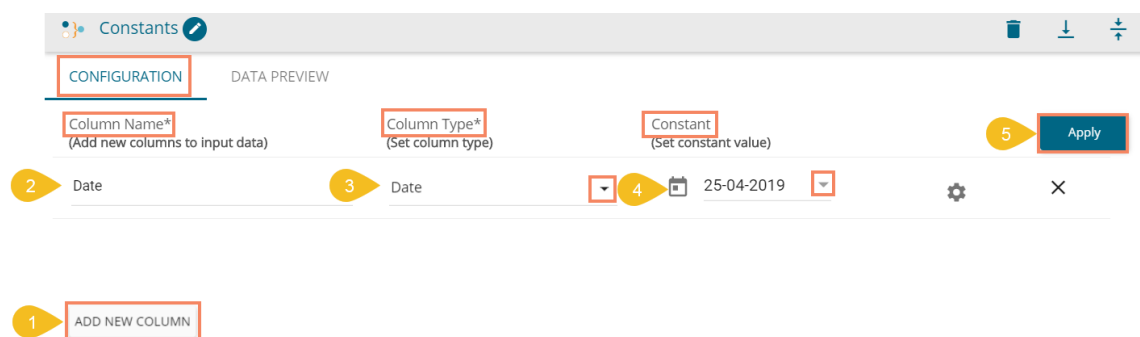 Constants
CONFIGURATION DATA PREVIEW
Column Name* Column Type* Constant
(Add new columns to input data) (Set column type) (Set constant value)
5 Apply
2 Date 3 Date 4 25-04-2019
1 ADD NEW COLUMN